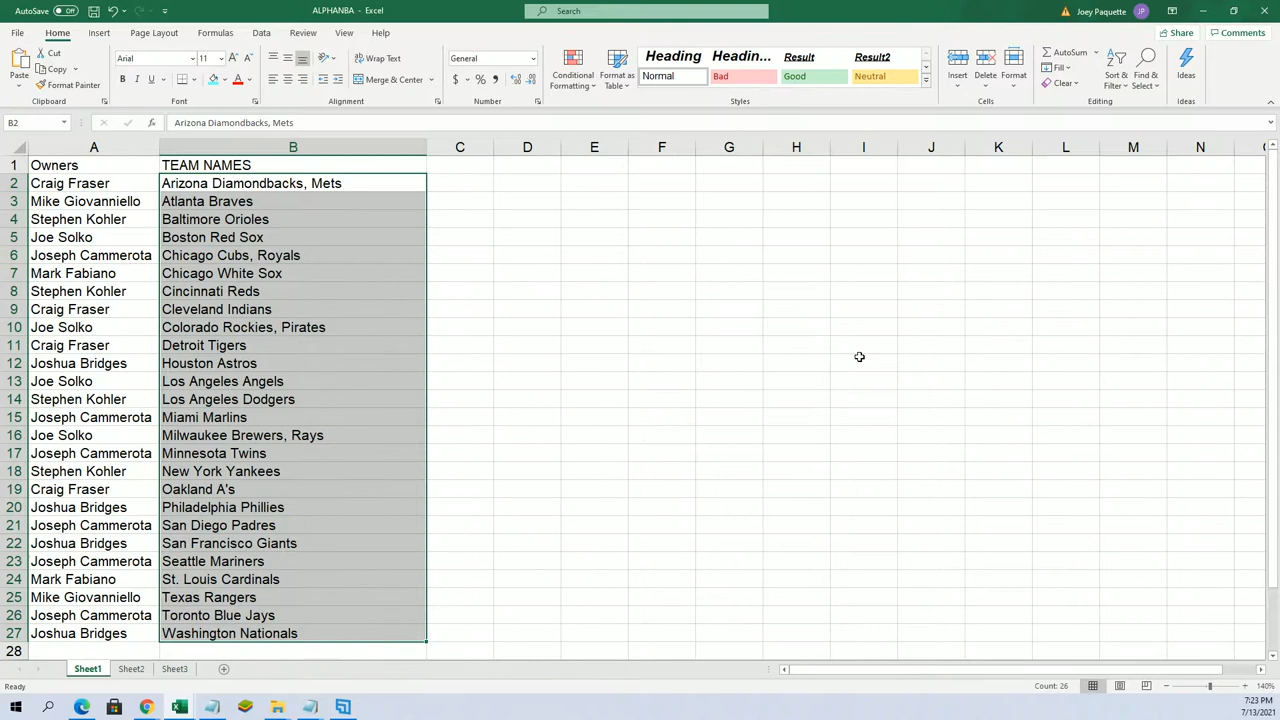 AutoSave Off ALPHANBA - Excel Search Joey Paquette JP
File Home Insert Page Layout Formulas Data Review View Help Share Comments
Paste Cut Copy Format Painter Clipboard
Arial 11 A A B I U A Font
ab Wrap Text Merge & Center Alignment
General $ % , Number
Conditional Formatting Format as Table
Heading Headin... Result Result2
Normal Bad Good Neutral Styles
Insert Delete Format Cells
AutoSum Fill Clear Sort & Filter Find & Select Editing
Ideas Ideas
B2 fx Arizona Diamondbacks, Mets
A B C D E F G H I J K L M N
1 Owners TEAM NAMES
2 Craig Fraser Arizona Diamondbacks, Mets
3 Mike Giovanniello Atlanta Braves
4 Stephen Kohler Baltimore Orioles
5 Joe Solko Boston Red Sox
6 Joseph Cammerota Chicago Cubs, Royals
7 Mark Fabiano Chicago White Sox
8 Stephen Kohler Cincinnati Reds
9 Craig Fraser Cleveland Indians
10 Joe Solko Colorado Rockies, Pirates
11 Craig Fraser Detroit Tigers
12 Joshua Bridges Houston Astros
13 Joe Solko Los Angeles Angels
14 Stephen Kohler Los Angeles Dodgers
15 Joseph Cammerota Miami Marlins
16 Joe Solko Milwaukee Brewers, Rays
17 Joseph Cammerota Minnesota Twins
18 Stephen Kohler New York Yankees
19 Craig Fraser Oakland A's
20 Joshua Bridges Philadelphia Phillies
21 Joseph Cammerota San Diego Padres
22 Joshua Bridges San Francisco Giants
23 Joseph Cammerota Seattle Mariners
24 Mark Fabiano St. Louis Cardinals
25 Mike Giovanniello Texas Rangers
26 Joseph Cammerota Toronto Blue Jays
27 Joshua Bridges Washington Nationals
28
Sheet1 Sheet2 Sheet3
Ready Count: 26 140%
7:23 PM
7/13/2021